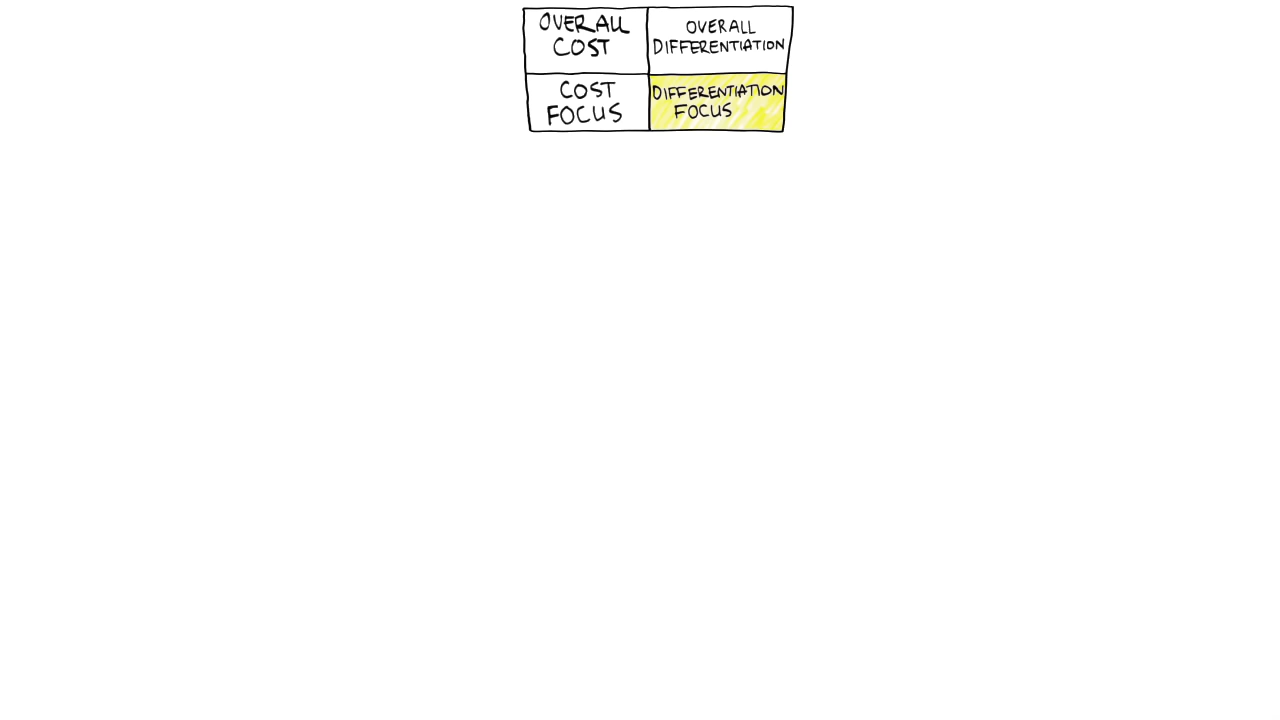 OVERALL
COST
OVERALL
DIFFERENTIATION
COST
FOCUS
DIFFERENTIATION
FOCUS